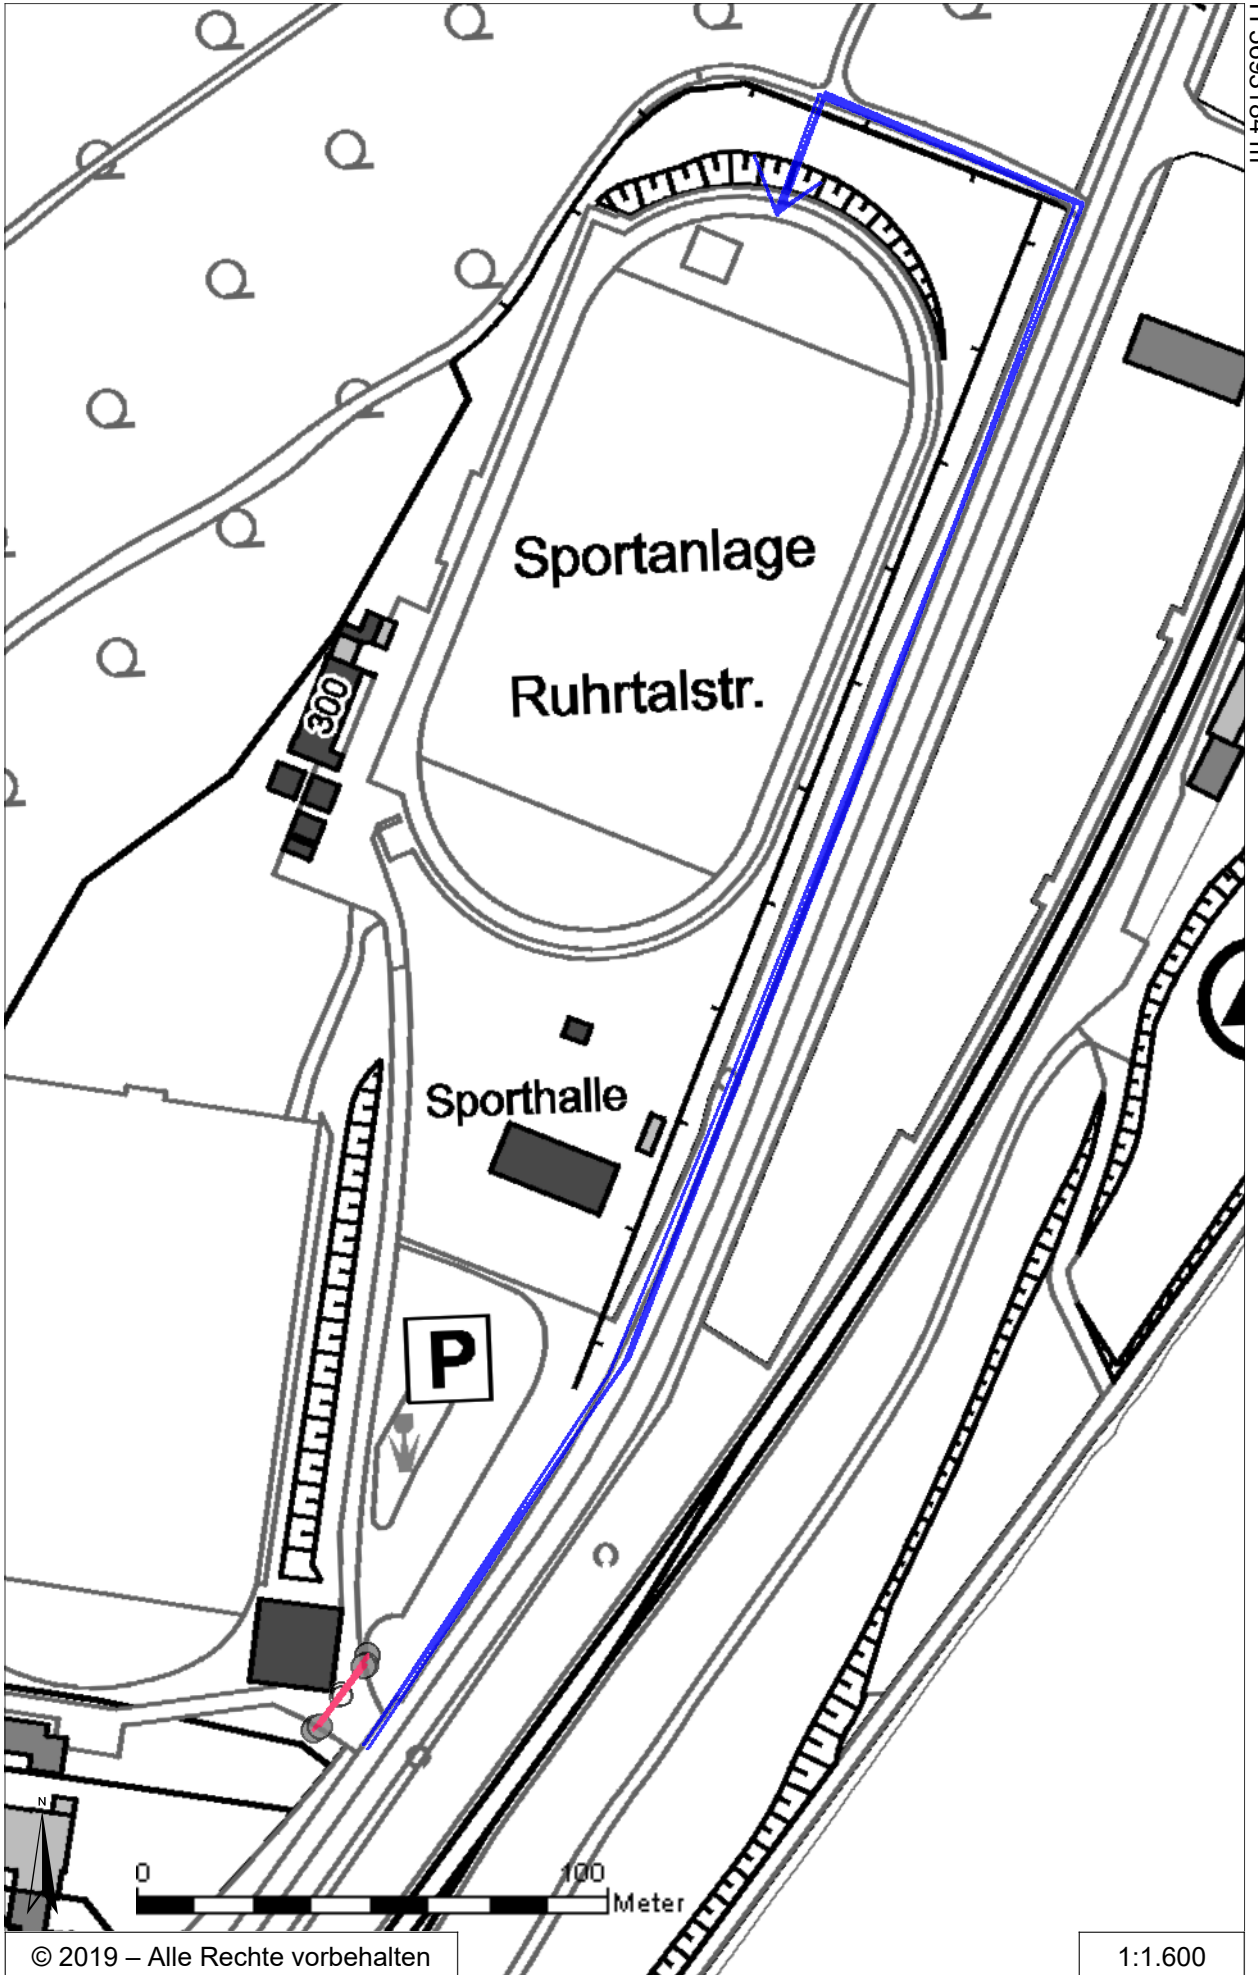 Sportanlage
Ruhrtalstr.
300
Sporthalle
P
N
0
100
Meter
© 2019 – Alle Rechte vorbehalten
1:1.600